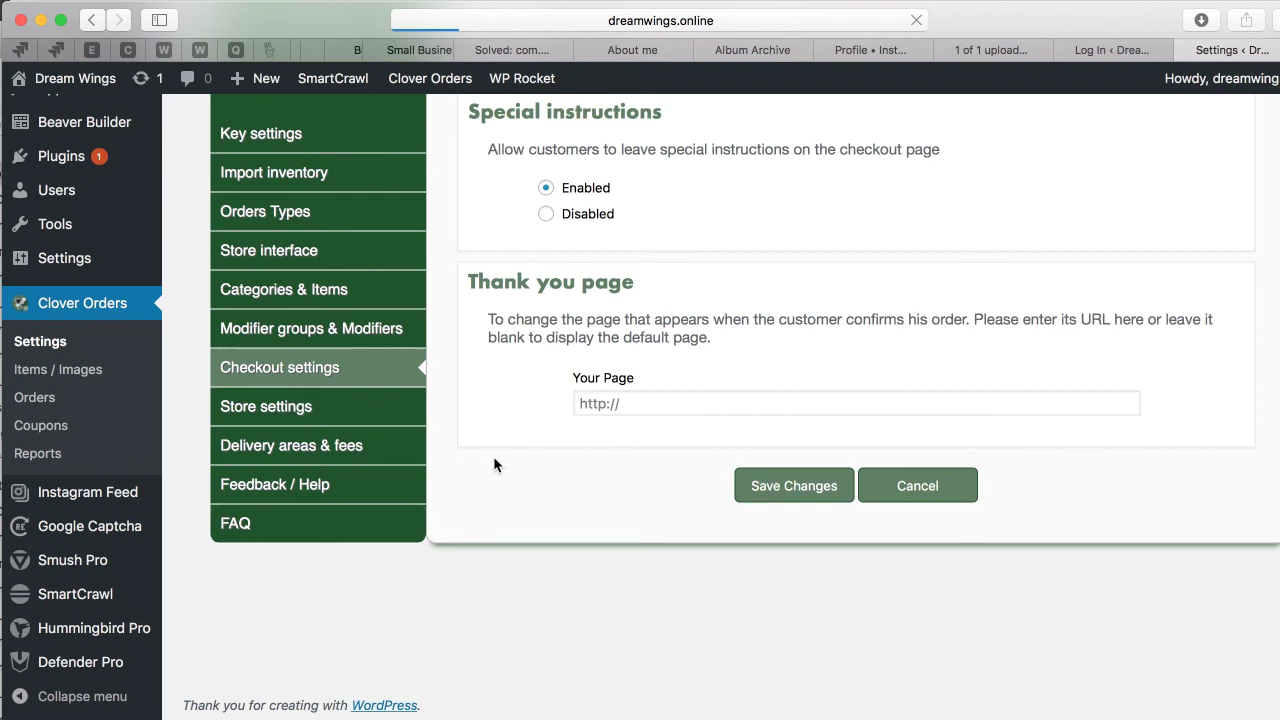 dreamwings.online
E
C
W
W
Q
B
Small Busine
Solved: com....
About me
Album Archive
Profile • Inst...
1 of 1 upload...
Log In ‹ Drea...
Settings ‹ Dr...
Dream Wings
1
0
New
SmartCrawl
Clover Orders
WP Rocket
Howdy, dreamwing
Beaver Builder
Plugins 1
Users
Tools
Settings
Clover Orders
Settings
Items / Images
Orders
Coupons
Reports
Instagram Feed
Google Captcha
Smush Pro
SmartCrawl
Hummingbird Pro
Defender Pro
Collapse menu
Key settings
Import inventory
Orders Types
Store interface
Categories & Items
Modifier groups & Modifiers
Checkout settings
Store settings
Delivery areas & fees
Feedback / Help
FAQ
Special instructions
Allow customers to leave special instructions on the checkout page
Enabled
Disabled
Thank you page
To change the page that appears when the customer confirms his order. Please enter its URL here or leave it
blank to display the default page.
Your Page
http://
Save Changes
Cancel
Thank you for creating with WordPress.